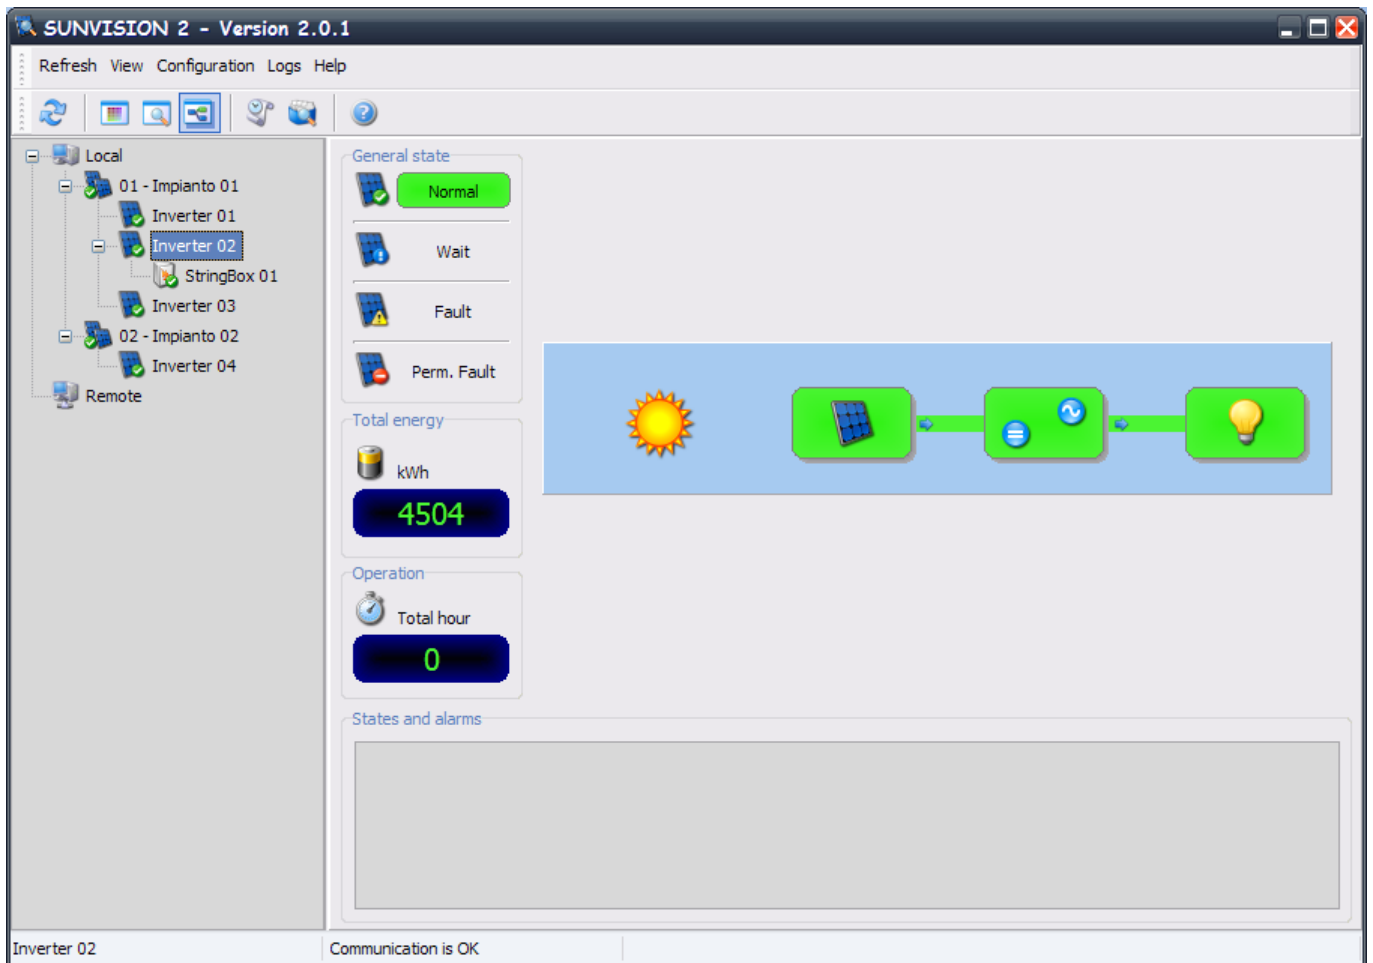 SUNVISION 2 - Version 2.0.1
Refresh View Configuration Logs Help
Local
01 - Impianto 01
Inverter 01
Inverter 02
StringBox 01
Inverter 03
02 - Impianto 02
Inverter 04
Remote
General state
Normal
Wait
Fault
Perm. Fault
Total energy
kWh
4504
Operation
Total hour
0
States and alarms
Inverter 02
Communication is OK